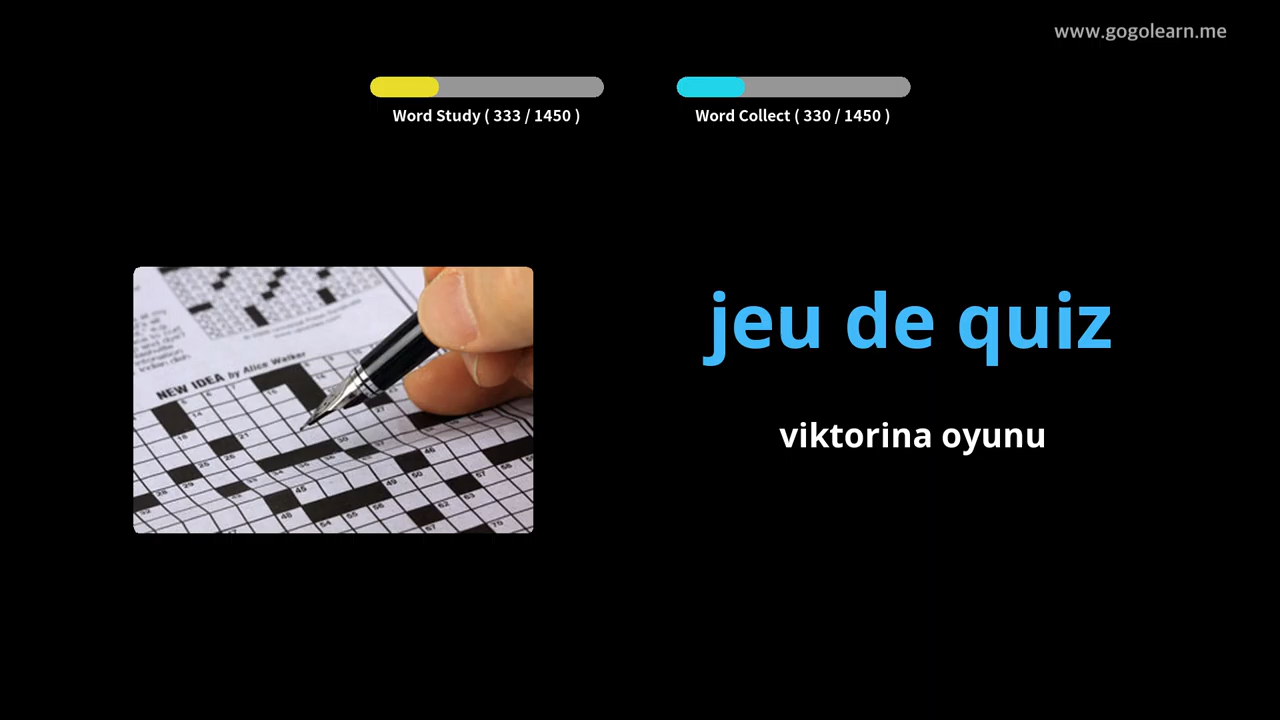 www.gogolearn.me
Word Study ( 333 / 1450 )
Word Collect ( 330 / 1450 )
NEW IDEA by Alice Walker
jeu de quiz
viktorina oyunu